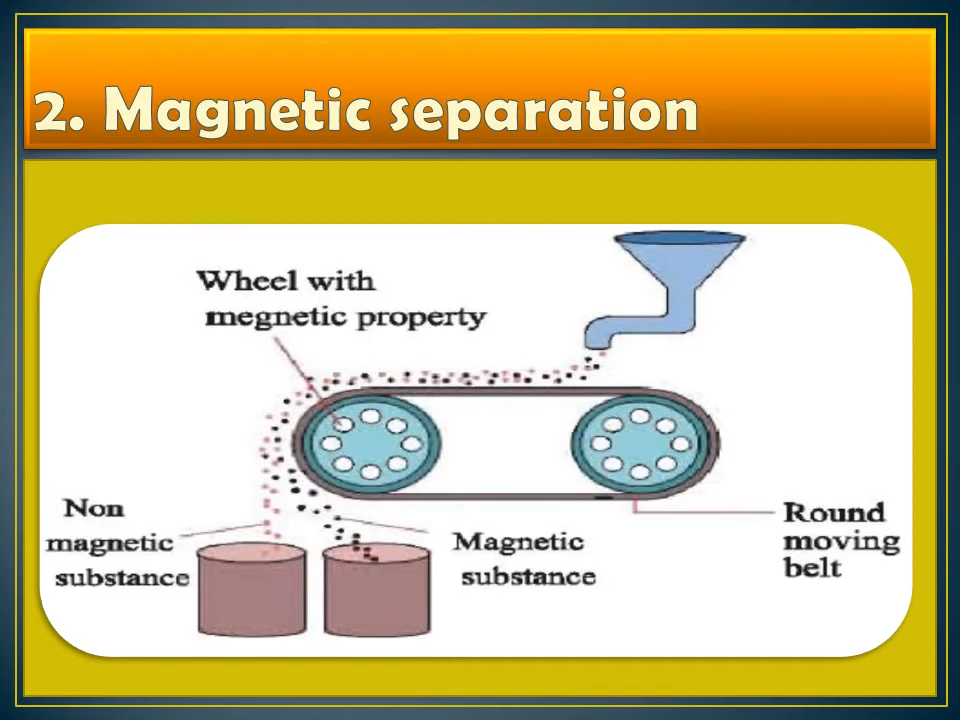 2. Magnetic separation
Wheel with
megnetic property
Non
magnetic
substance
Magnetic
substance
Round
moving
belt